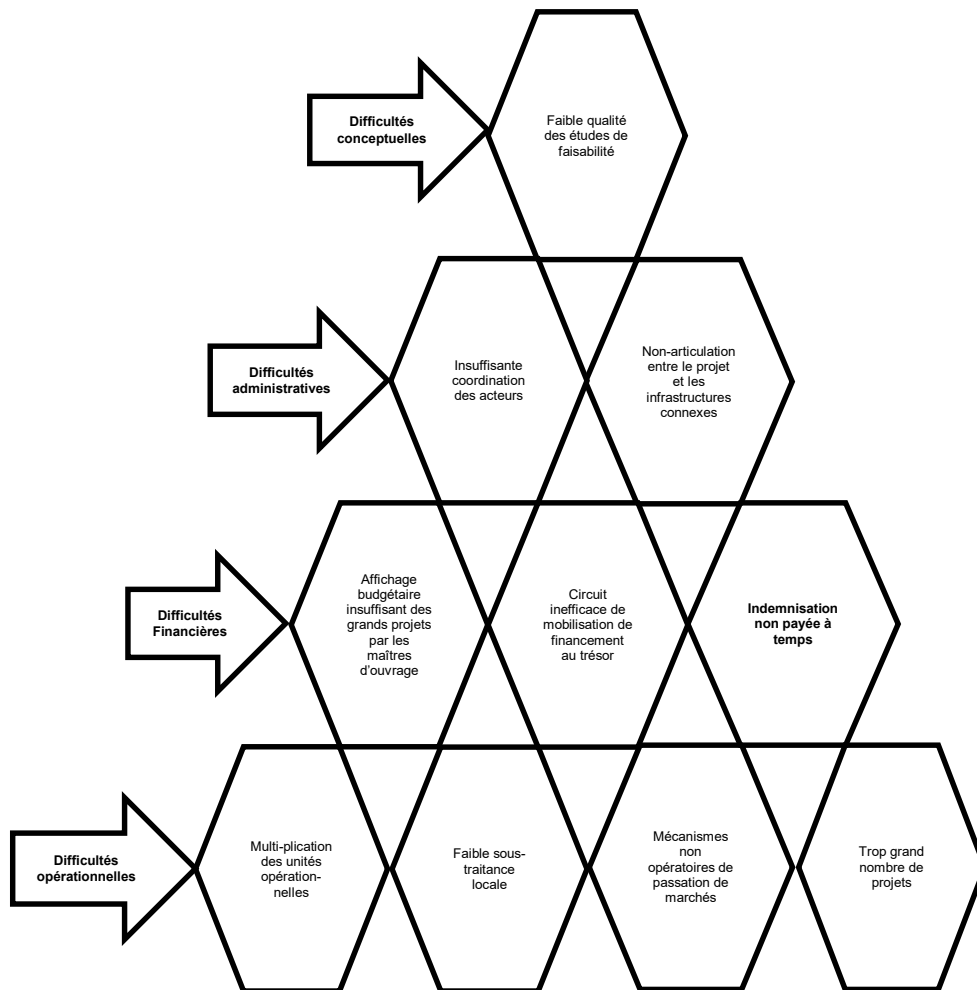 Difficultés
conceptuelles
Faible qualité
des études de
faisabilité
Difficultés
administratives
Insuffisante
coordination
des acteurs
Non-articulation
entre le projet
et les
infrastructures
connexes
Difficultés
Financières
Affichage
budgétaire
insuffisant des
grands projets
par les
maîtres
d'ouvrage
Circuit
inefficace de
mobilisation de
financement
au trésor
Indemnisation
non payée à
temps
Difficultés
opérationnelles
Multi-plication
des unités
opération-
nelles
Faible sous-
traitance
locale
Mécanismes
non
opératoires de
passation de
marchés
Trop grand
nombre de
projets